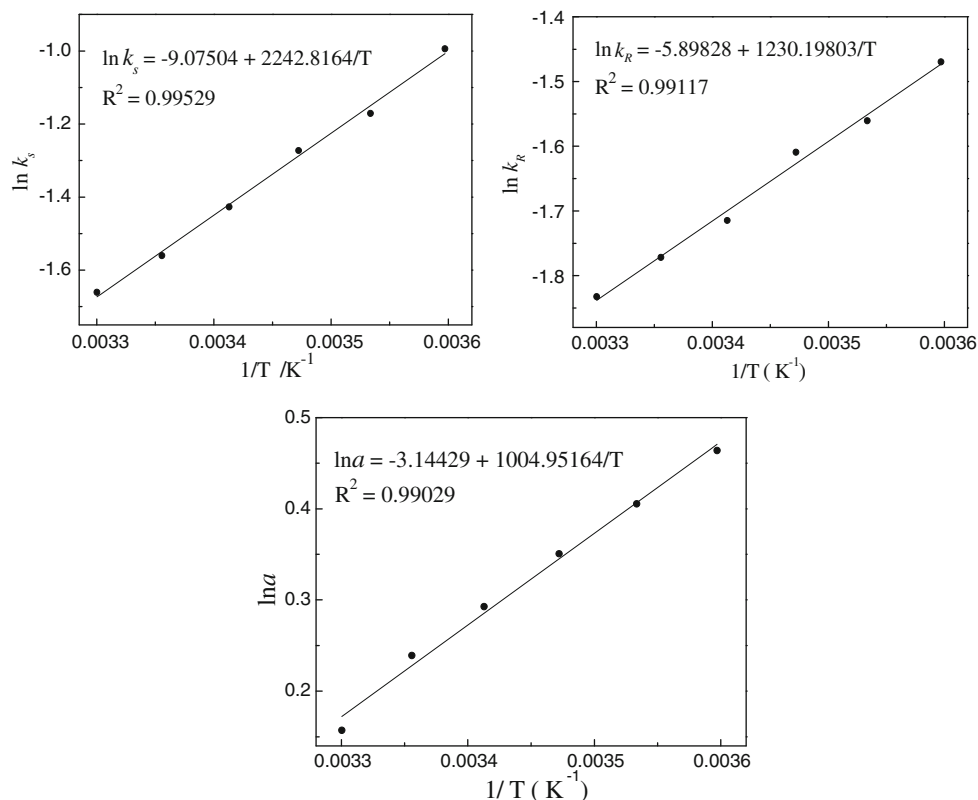 ln k_s = -9.07504 + 2242.8164/T
R² = 0.99529
ln k_s
-1.0
-1.2
-1.4
-1.6
0.0033 0.0034 0.0035 0.0036
1/T /K⁻¹
ln k_R = -5.89828 + 1230.19803/T
R² = 0.99117
ln k_R
-1.4
-1.5
-1.6
-1.7
-1.8
0.0033 0.0034 0.0035 0.0036
1/T ( K⁻¹)
lna = -3.14429 + 1004.95164/T
R² = 0.99029
lna
0.5
0.4
0.3
0.2
0.0033 0.0034 0.0035 0.0036
1/ T ( K⁻¹)